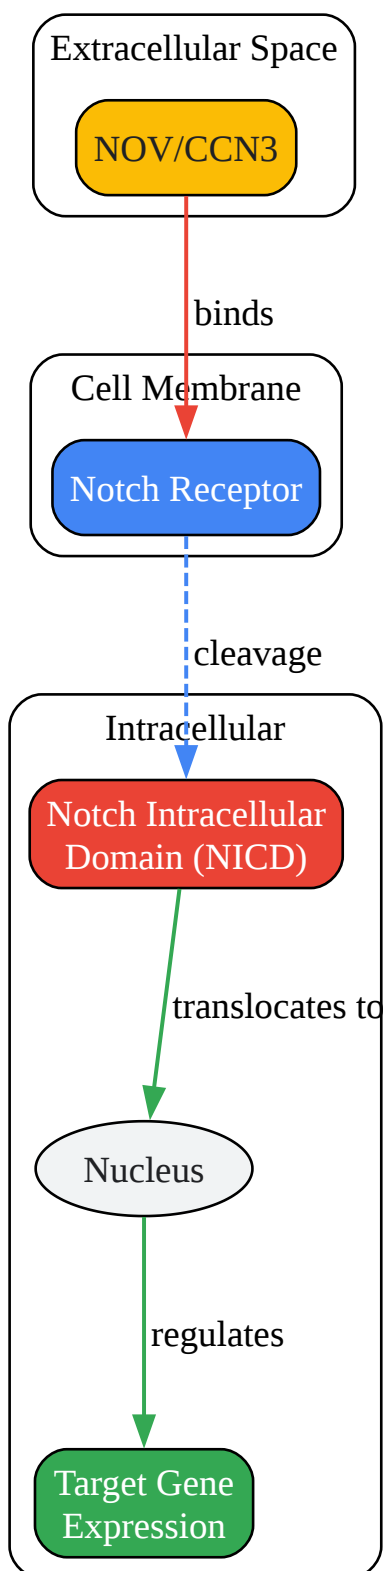 Extracellular Space
NOV/CCN3
binds
Cell Membrane
Notch Receptor
cleavage
Intracellular
Notch Intracellular
Domain (NICD)
translocates to
Nucleus
regulates
Target Gene
Expression